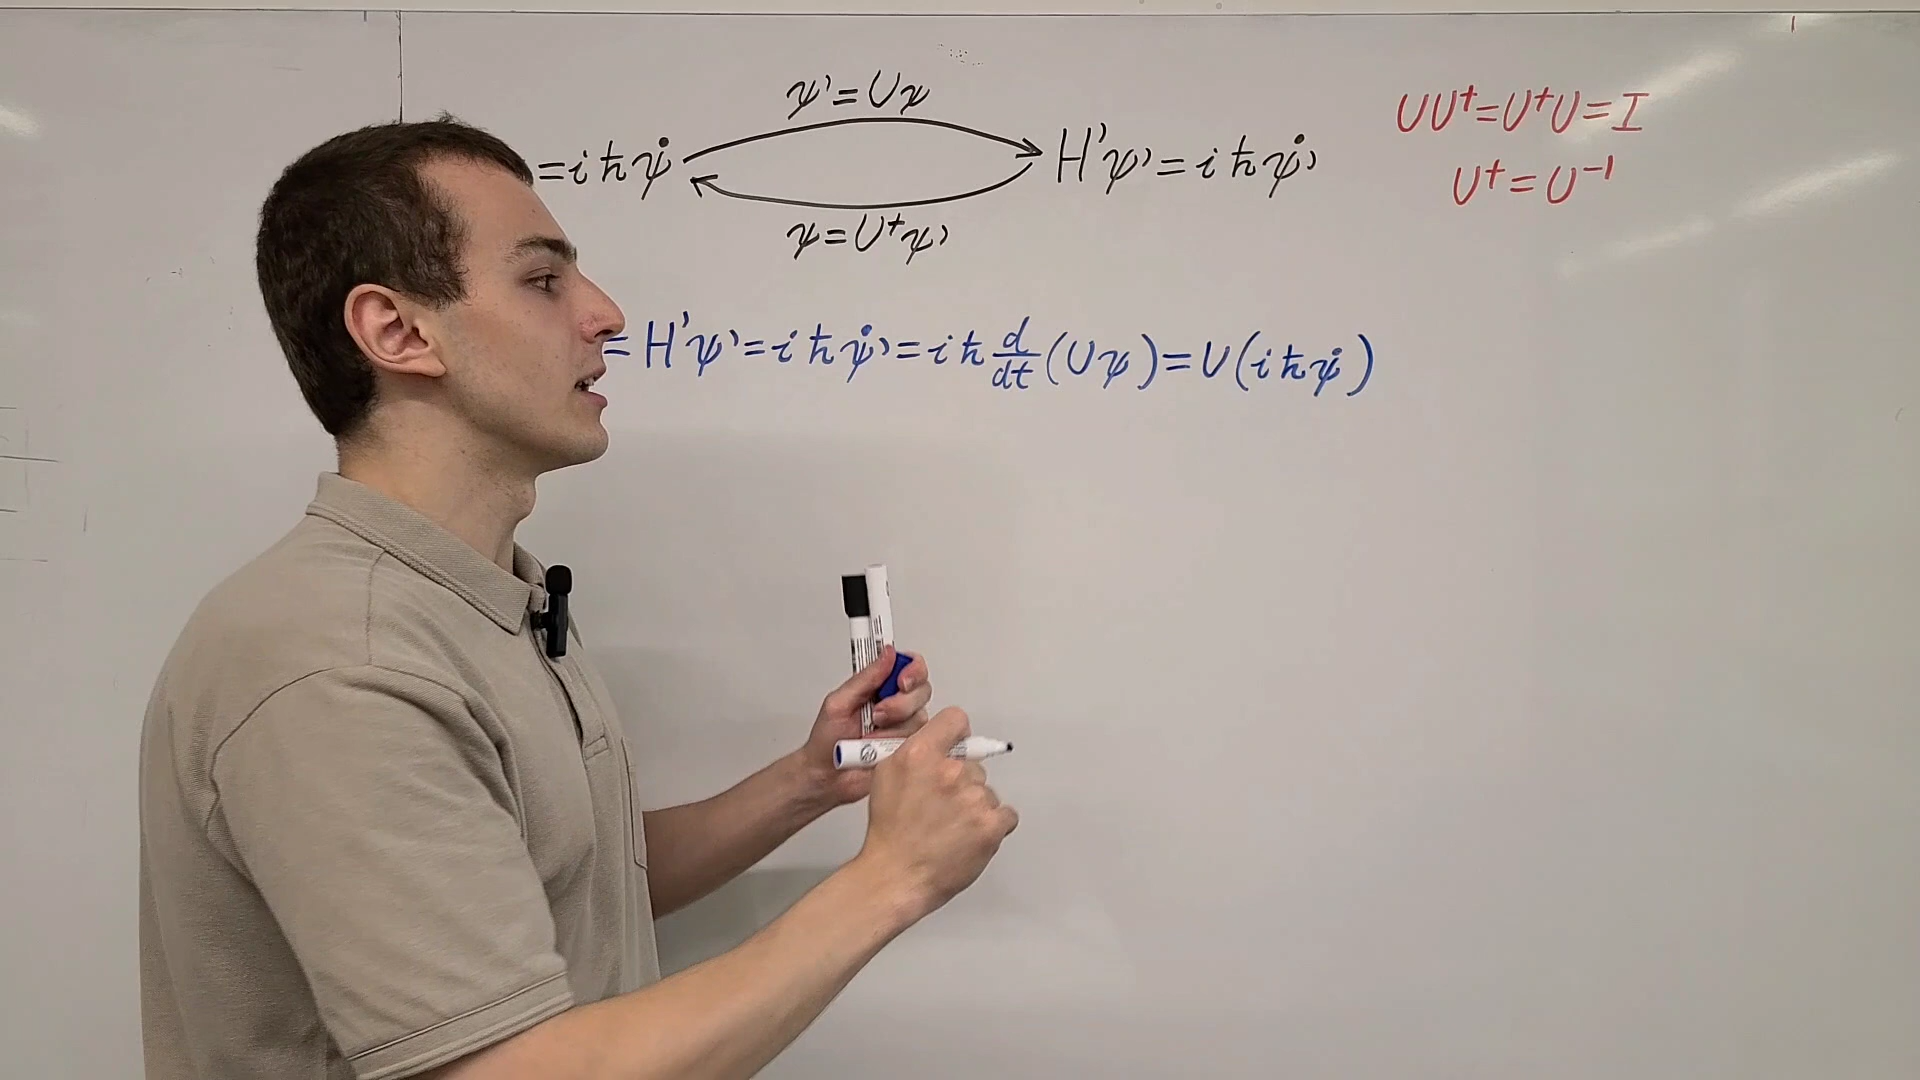 ψ'=Uψ
=iħψ̇ H'ψ'=iħψ̇'
ψ=U†ψ'
UU†=U†U=I
U†=U⁻¹
=H'ψ'=iħψ̇'=iħ d/dt (Uψ)=U(iħψ̇)